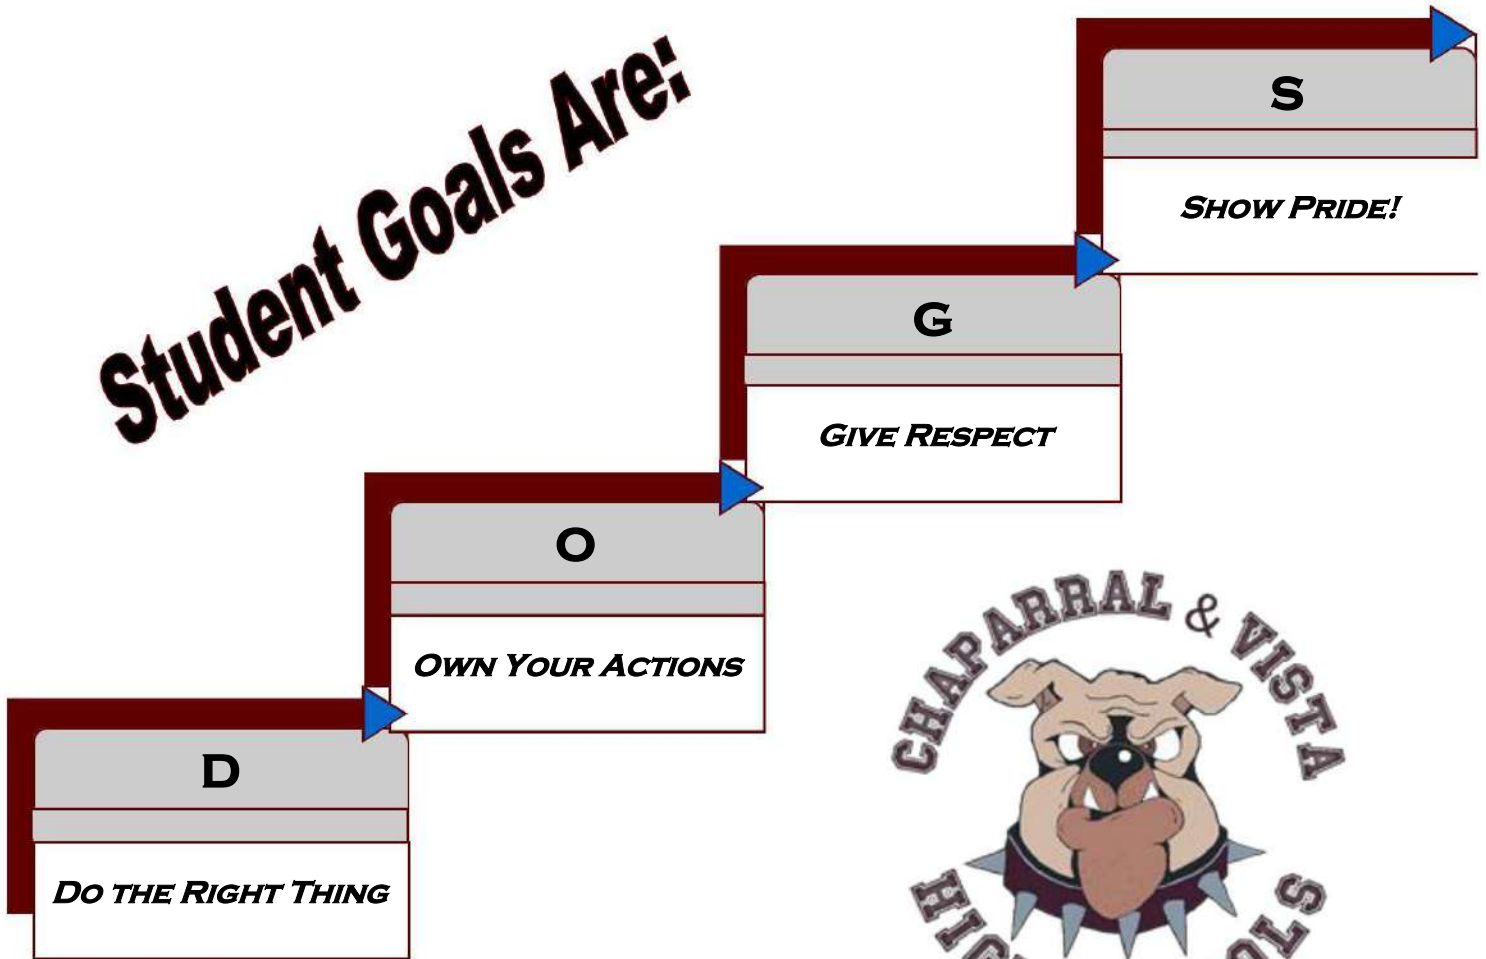 Student Goals Are:
S
SHOW PRIDE!
G
GIVE RESPECT
O
OWN YOUR ACTIONS
D
DO THE RIGHT THING
CHAPARRAL & VISTA